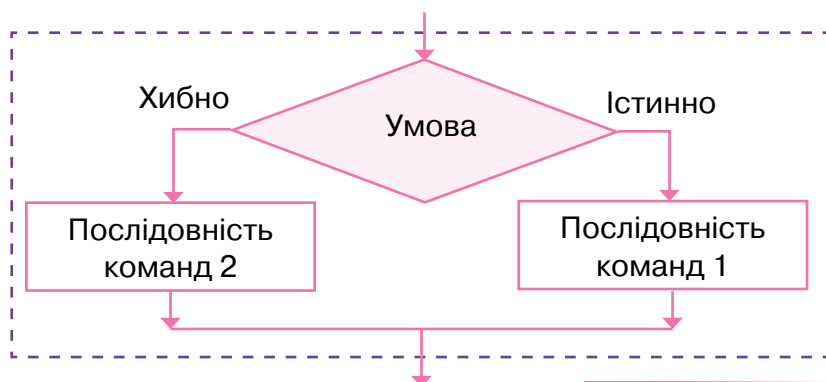 Хибно
Умова
Істинно
Послідовність
команд 2
Послідовність
команд 1